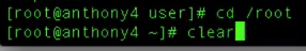 [root@anthony4 user]# cd /root
[root@anthony4 ~]# clear